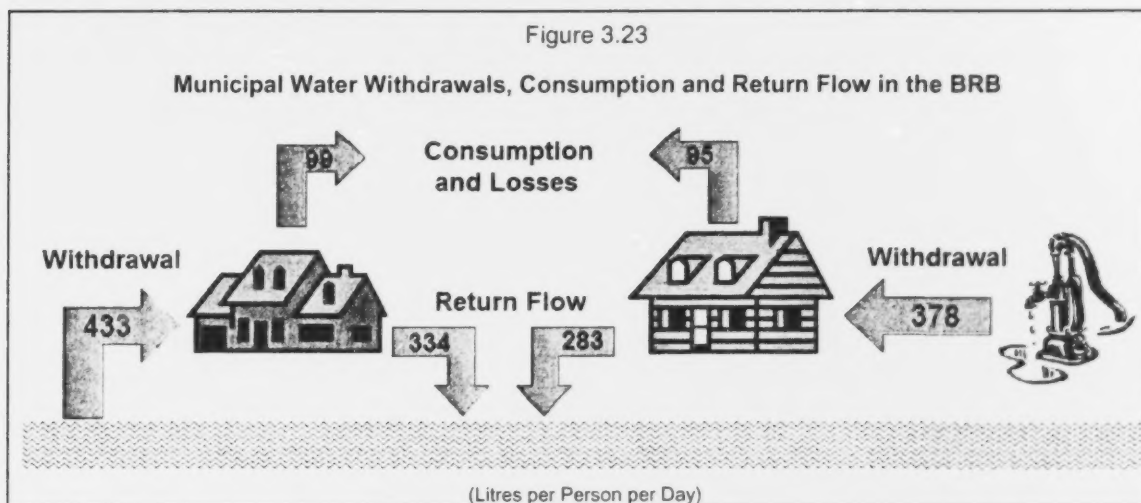 Figure 3.23
Municipal Water Withdrawals, Consumption and Return Flow in the BRB
99
Consumption
and Losses
95
Withdrawal
433
Return Flow
334
283
Withdrawal
378
(Litres per Person per Day)